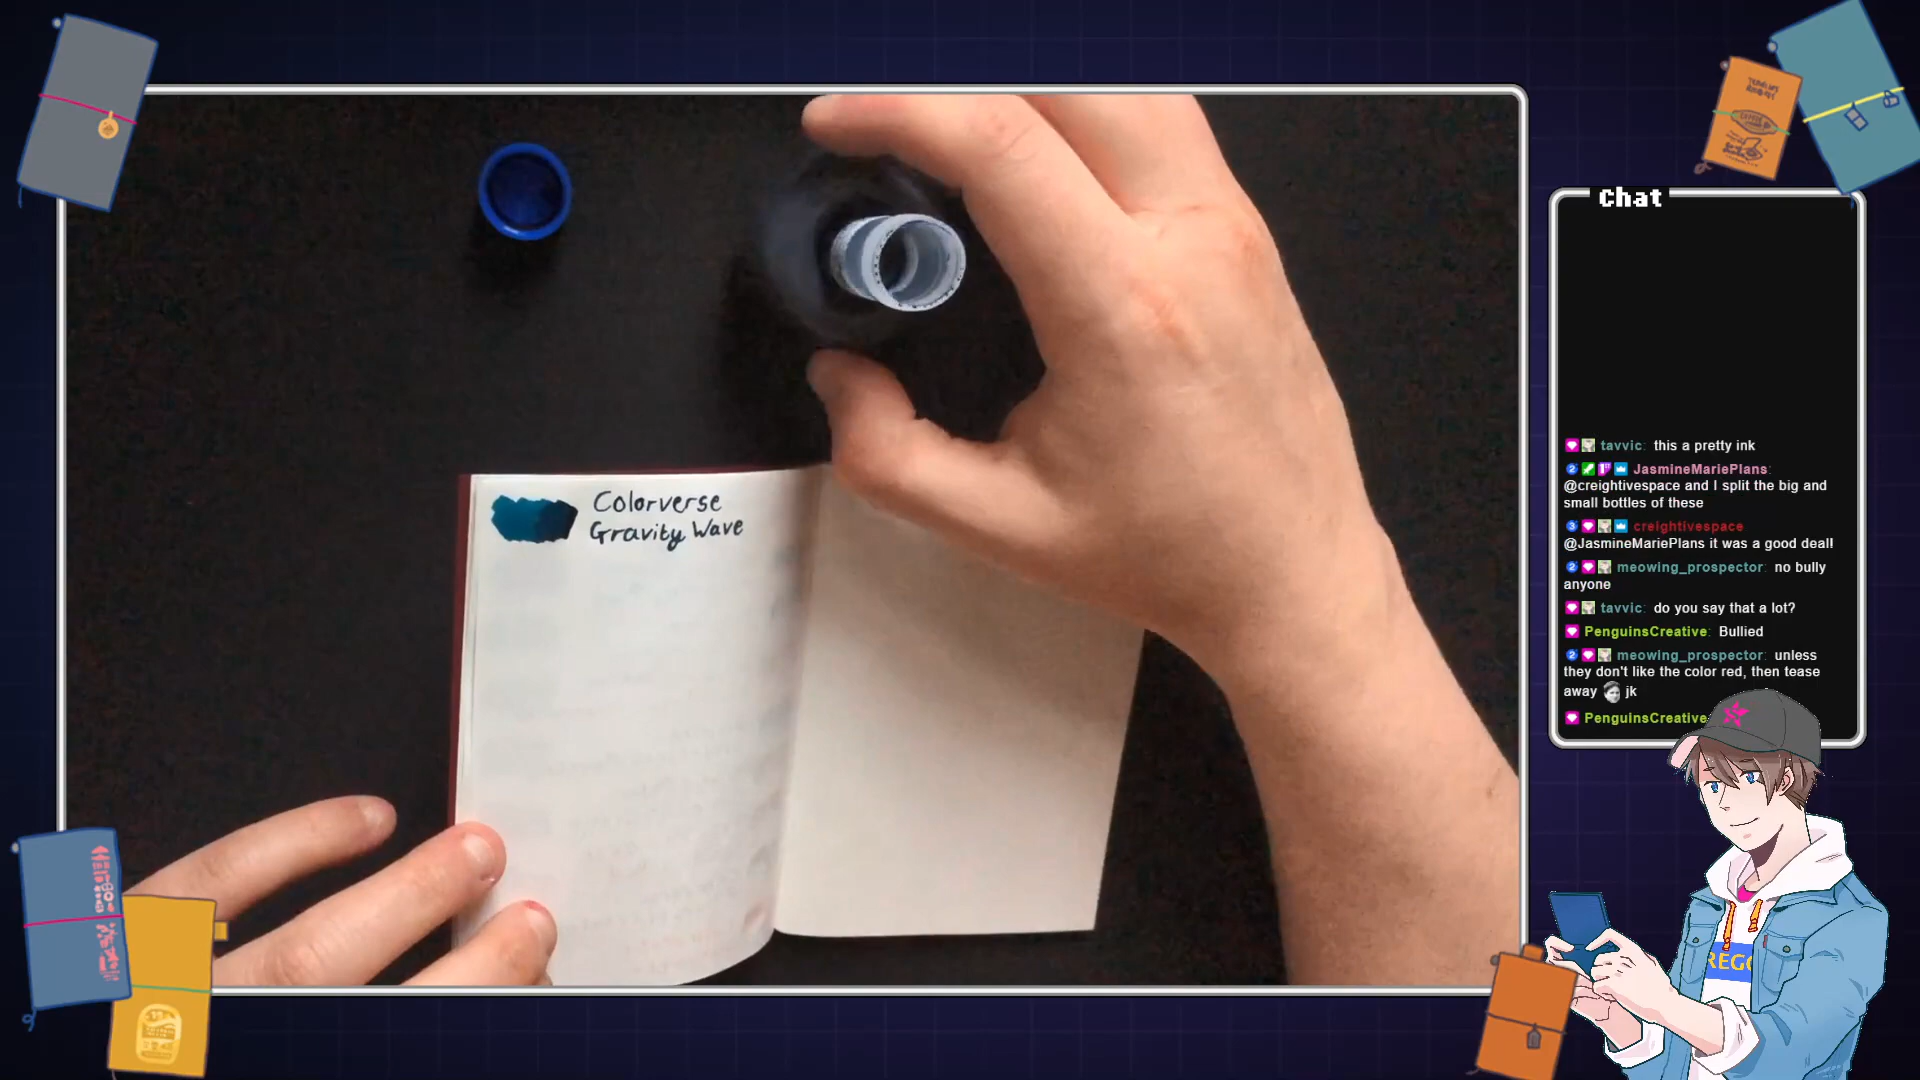 Colorverse
Gravity Wave
chat
tavvic: this a pretty ink
JasmineMariePlans:
@creightivespace and I split the big and
small bottles of these
creightivespace:
@JasmineMariePlans it was a good deal!
meowing_prospector: no bully
anyone
tavvic: do you say that a lot?
PenguinsCreative: Bullied
meowing_prospector: unless
they don't like the color red, then tease
away jk
PenguinsCreative
REGO